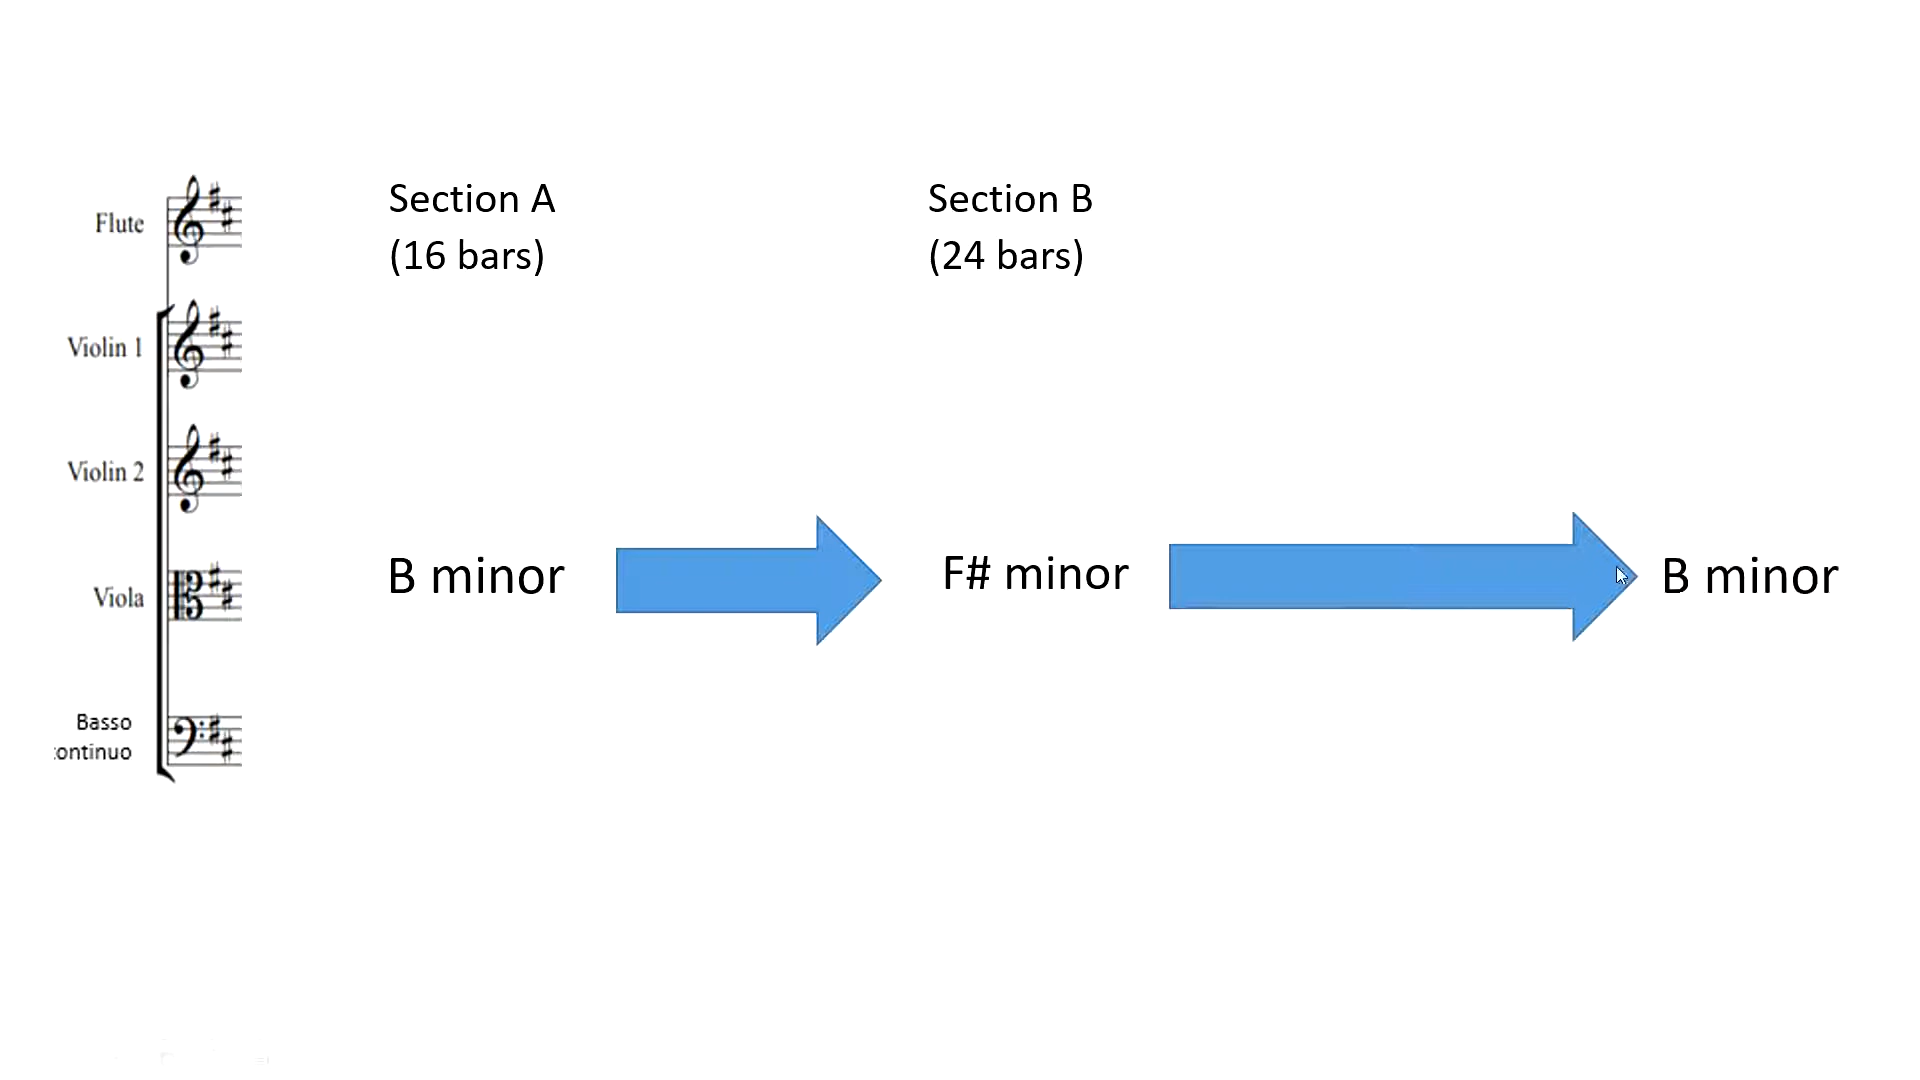 Flute
Violin 1
Violin 2
Viola
Basso
ontinuo
Section A
(16 bars)
Section B
(24 bars)
B minor
F# minor
B minor